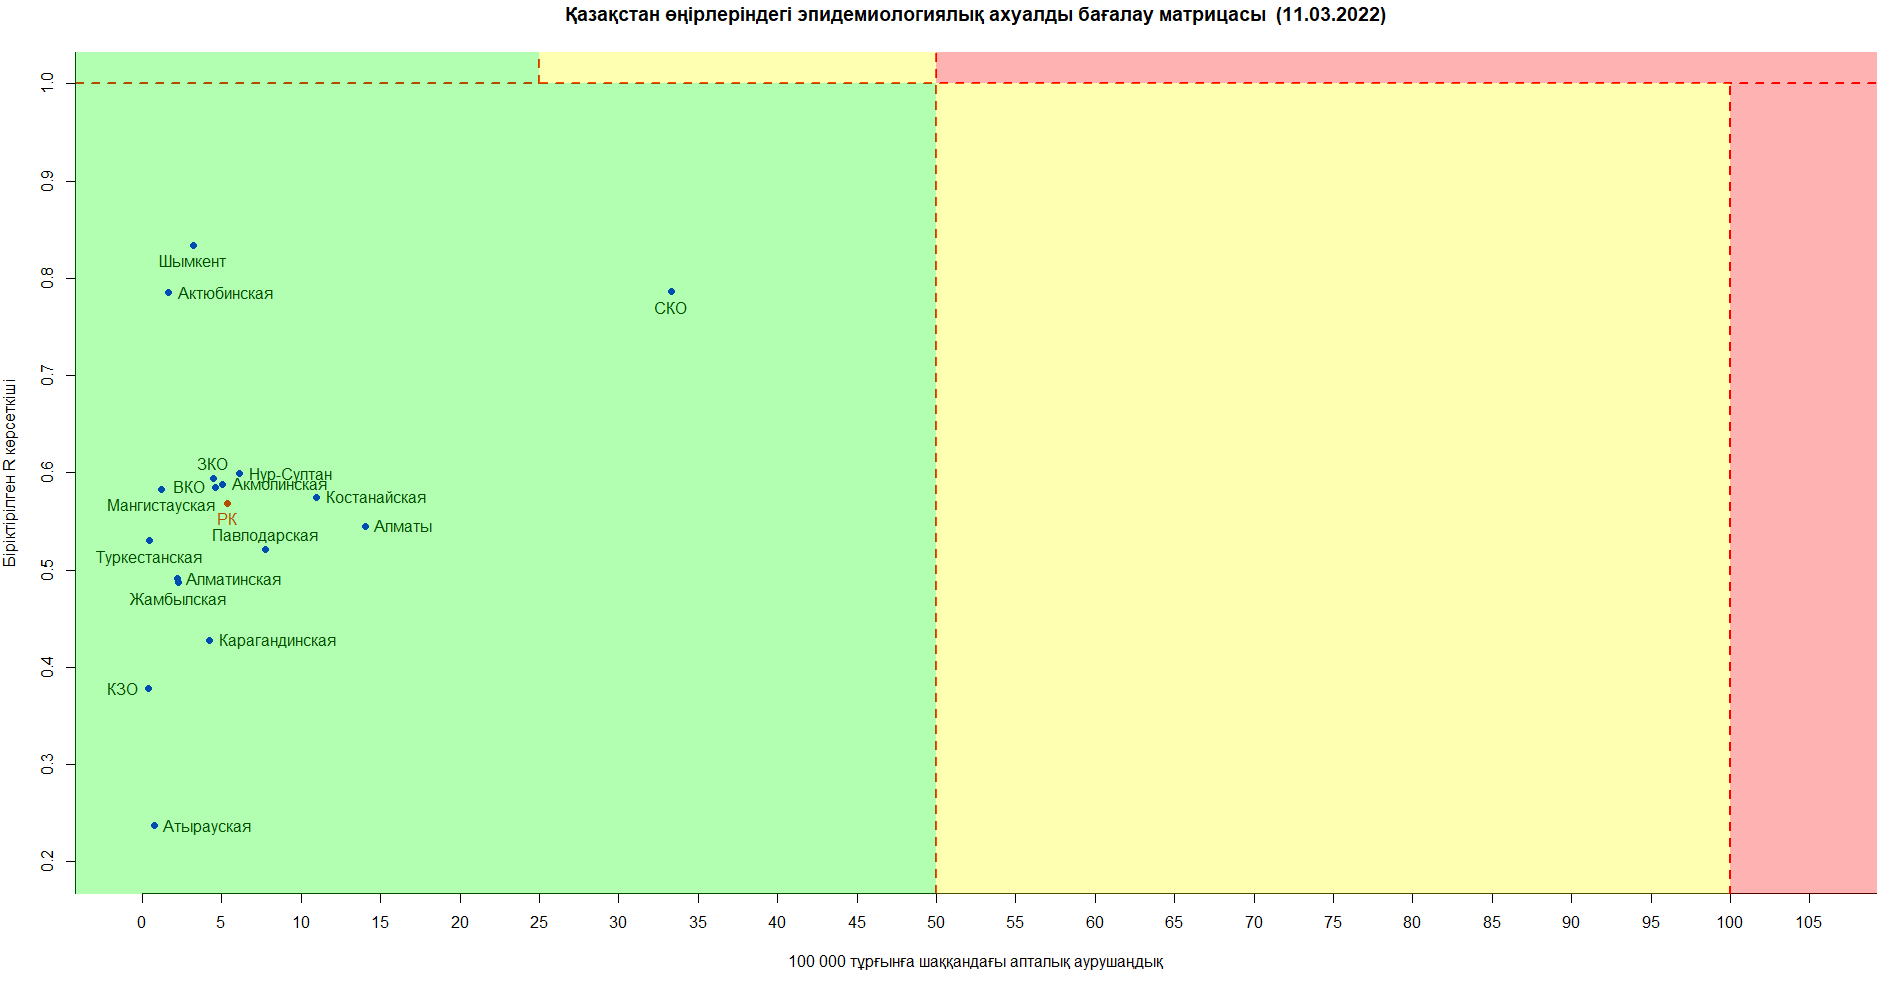 Қазақстан өңірлеріндегі эпидемиологиялық ахуалды бағалау матрицасы (11.03.2022)
Біріктірілген R көрсеткіші
1.0
0.9
0.8
0.7
0.6
0.5
0.4
0.3
0.2
Шымкент
Актюбинская
СКО
ЗКО
Нур-Султан
Акмолинская
ВКО
Костанайская
Мангистауская
РК
Алматы
Павлодарская
Туркестанская
Алматинская
Жамбылская
Карагандинская
КЗО
Атырауская
0 5 10 15 20 25 30 35 40 45 50 55 60 65 70 75 80 85 90 95 100 105
100 000 тұрғынға шаққандағы апталық аурушаңдық